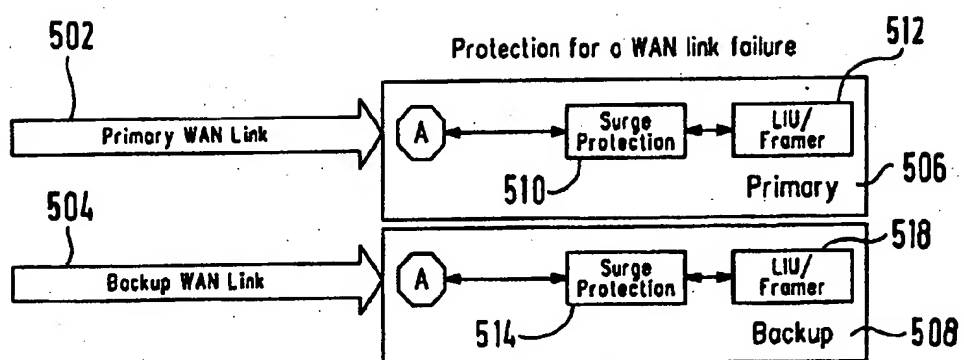 502
Protection for a WAN link failure
512
Primary WAN Link
A
Surge
Protection
LIU/
Framer
510
Primary
506
504
518
Backup WAN Link
A
Surge
Protection
LIU/
Framer
514
Backup
508